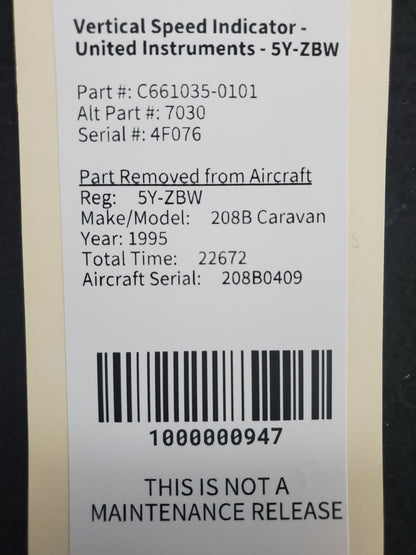 Vertical Speed Indicator -
United Instruments - 5Y-ZBW
Part #: C661035-0101
Alt Part #: 7030
Serial #: 4F076
Part Removed from Aircraft
Reg: 5Y-ZBW
Make/Model: 208B Caravan
Year: 1995
Total Time: 22672
Aircraft Serial: 208B0409
1000000947
THIS IS NOT A
MAINTENANCE RELEASE